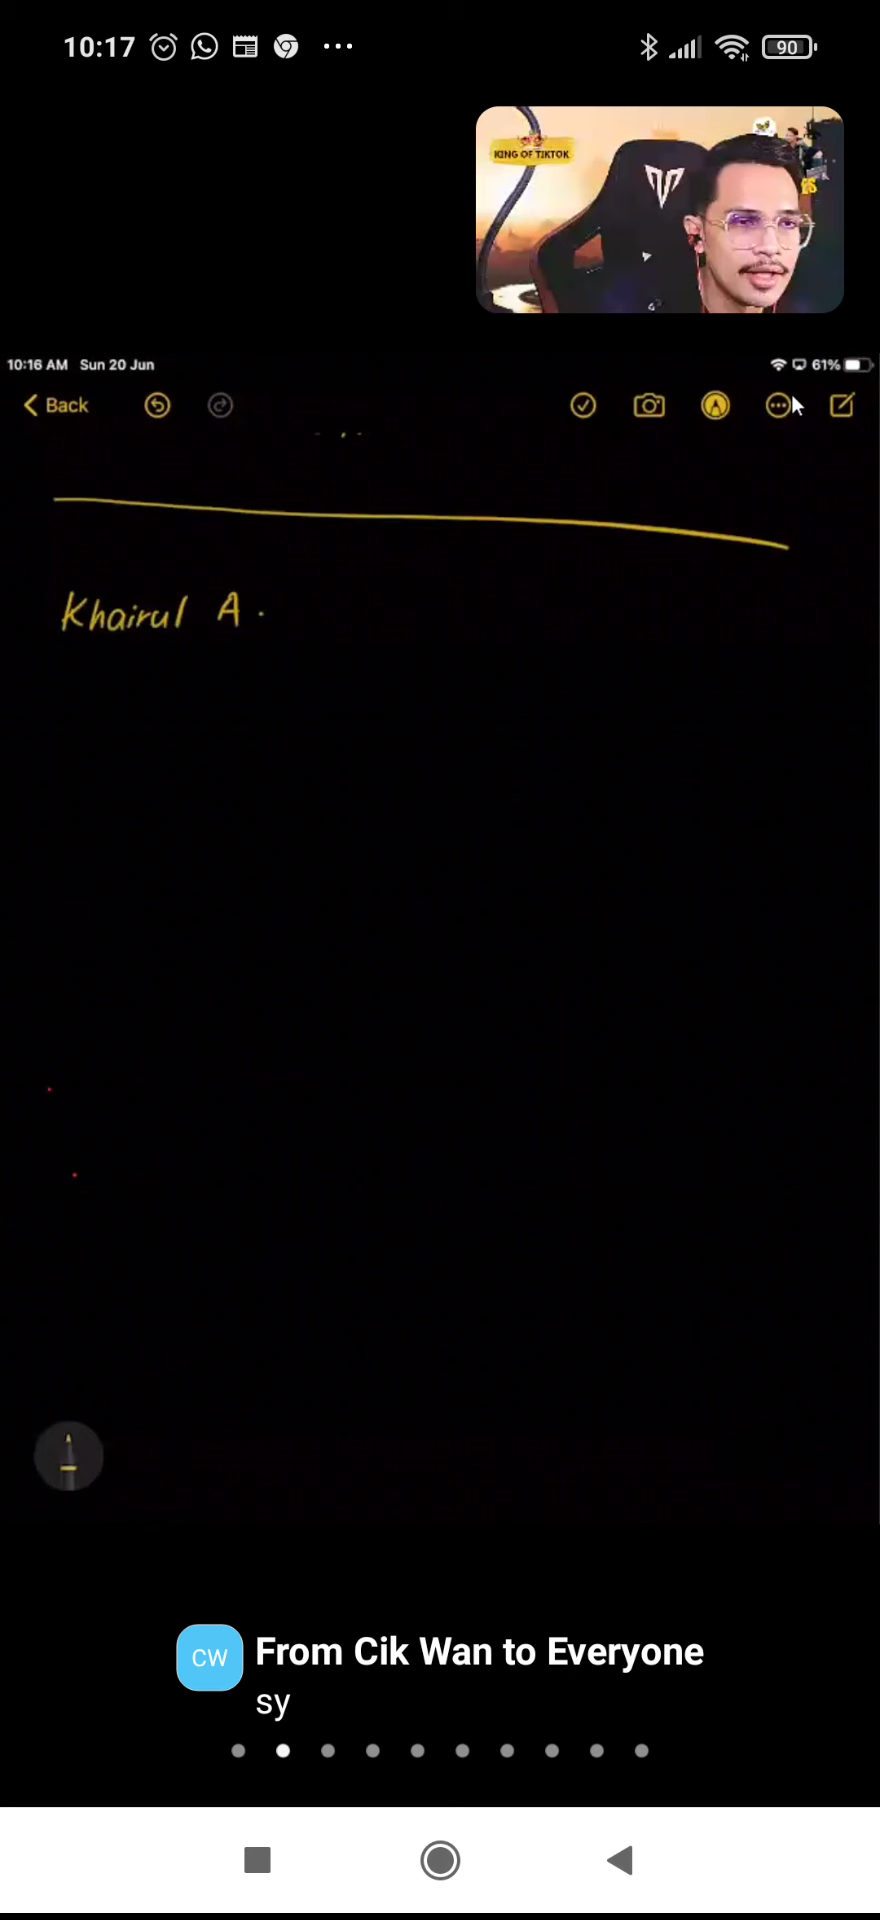 10:17
90
KING OF TIKTOK
10:16 AM Sun 20 Jun
61%
Back
Khairul A.
CW
From Cik Wan to Everyone
sy